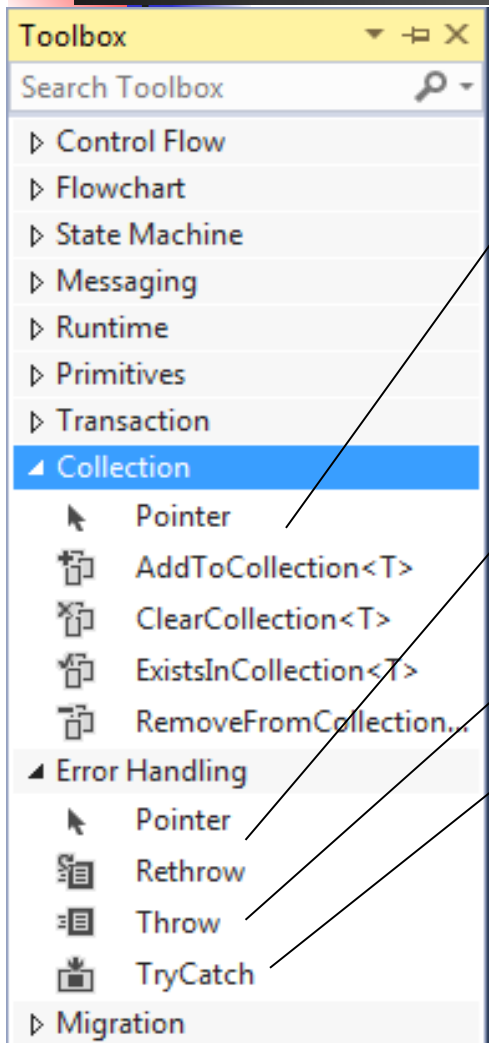 Toolbox
Search Toolbox
Control Flow
Flowchart
State Machine
Messaging
Runtime
Primitives
Transaction
Collection
Pointer
AddToCollection<T>
ClearCollection<T>
ExistsInCollection<T>
RemoveFromCollection...
Error Handling
Pointer
Rethrow
Throw
TryCatch
Migration